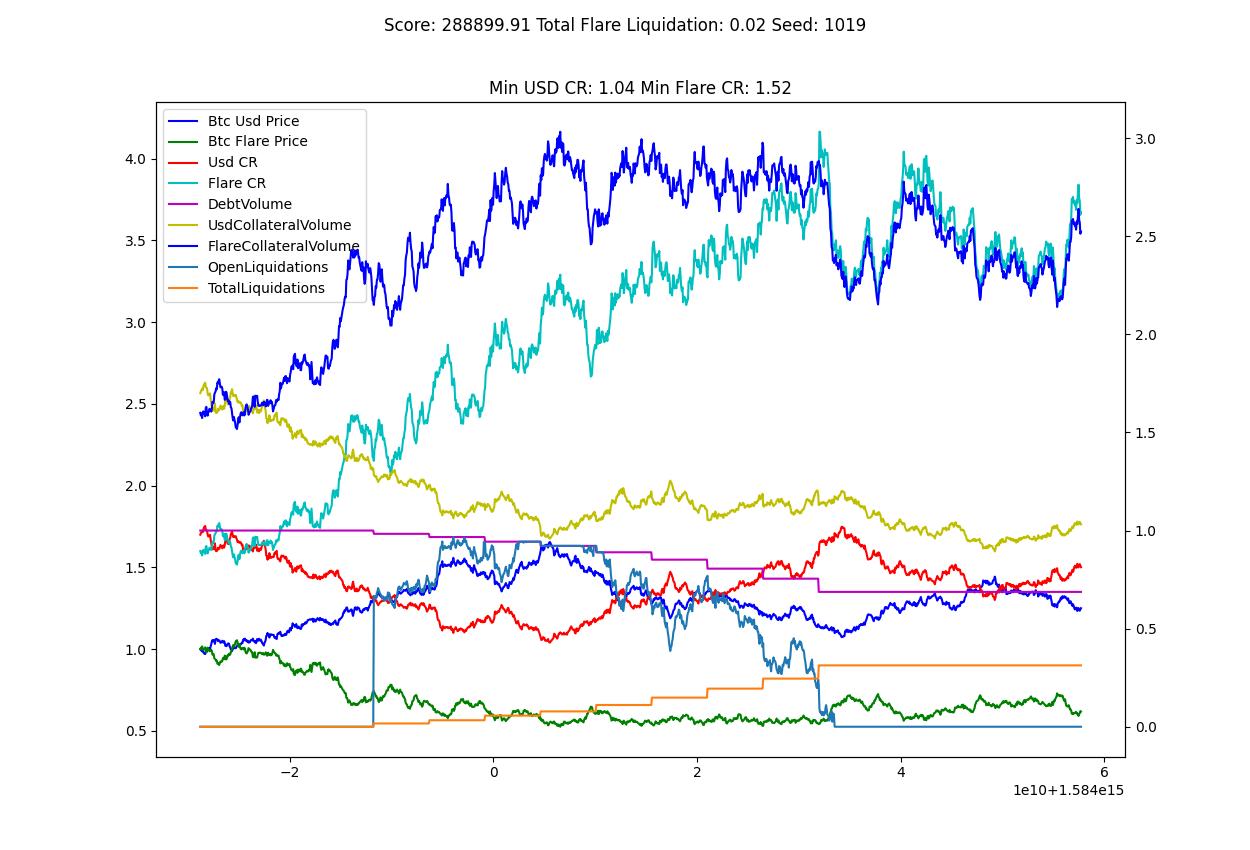 Score: 288899.91 Total Flare Liquidation: 0.02 Seed: 1019
Min USD CR: 1.04 Min Flare CR: 1.52
Btc Usd Price
Btc Flare Price
Usd CR
Flare CR
DebtVolume
UsdCollateralVolume
FlareCollateralVolume
OpenLiquidations
TotalLiquidations
4.0
3.5
3.0
2.5
2.0
1.5
1.0
0.5
3.0
2.5
2.0
1.5
1.0
0.5
0.0
−2 0 2 4 6
1e10+1.584e15